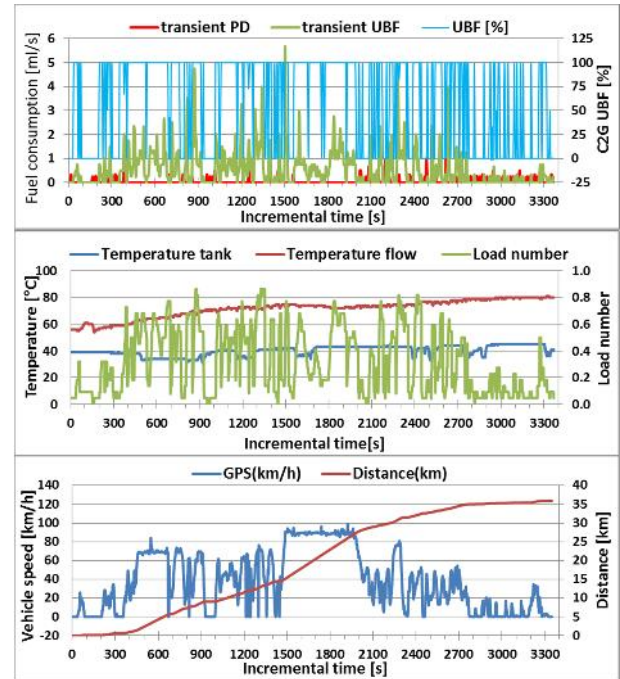 transient PD transient UBF UBF [%]
Fuel consumption [ml/s]
6
5
4
3
2
1
0
125
100
75
50
25
0
-25
C2G UBF [%]
0 300 600 900 1200 1500 1800 2100 2400 2700 3000 3300
Incremental time [s]
Temperature tank Temperature flow Load number
Temperature [°C]
100
80
60
40
20
0
1.0
0.8
0.6
0.4
0.2
0.0
Load number
0 300 600 900 1200 1500 1800 2100 2400 2700 3000 3300
Incremental time[s]
GPS(km/h) Distance(km)
Vehicle speed [km/h]
140
120
100
80
60
40
20
0
-20
40
35
30
25
20
15
10
5
0
Distance [km]
0 300 600 900 1200 1500 1800 2100 2400 2700 3000 3300
Incremental time [s]